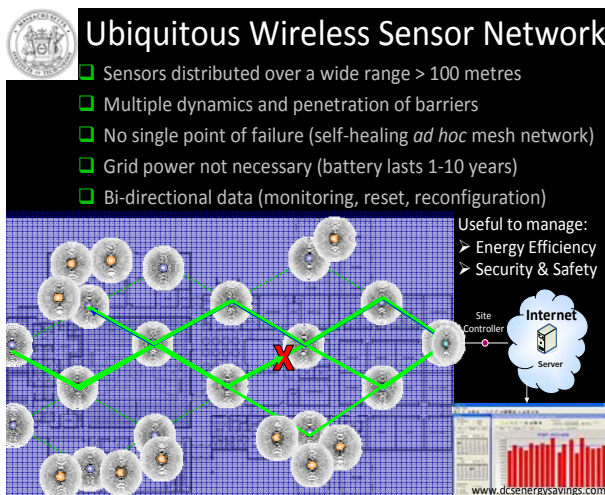 Ubiquitous Wireless Sensor Network
Sensors distributed over a wide range > 100 metres
Multiple dynamics and penetration of barriers
No single point of failure (self-healing ad hoc mesh network)
Grid power not necessary (battery lasts 1-10 years)
Bi-directional data (monitoring, reset, reconfiguration)
Useful to manage:
Energy Efficiency
Security & Safety
Site
Controller
Internet
Server
X
www.dcsenergysavings.com